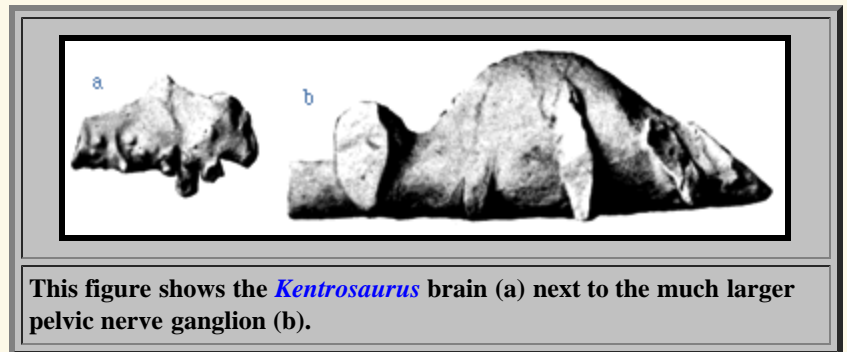 a
b
This figure shows the Kentrosaurus brain (a) next to the much larger
pelvic nerve ganglion (b).